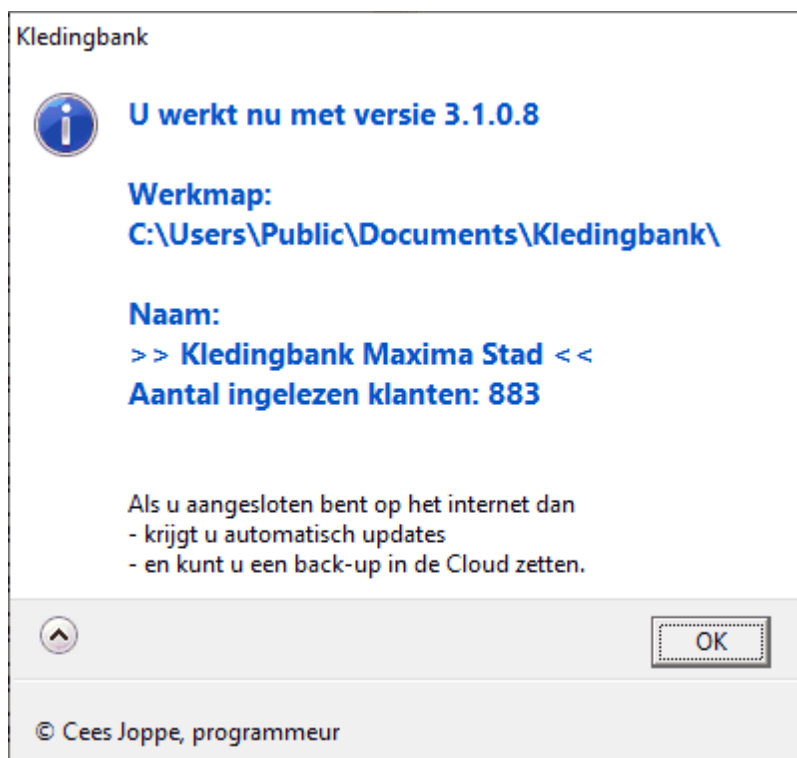 Kledingbank
U werkt nu met versie 3.1.0.8
Werkmap:
C:\Users\Public\Documents\Kledingbank\
Naam:
>> Kledingbank Maxima Stad <<
Aantal ingelezen klanten: 883
Als u aangesloten bent op het internet dan
- krijgt u automatisch updates
- en kunt u een back-up in de Cloud zetten.
OK
© Cees Joppe, programmeur